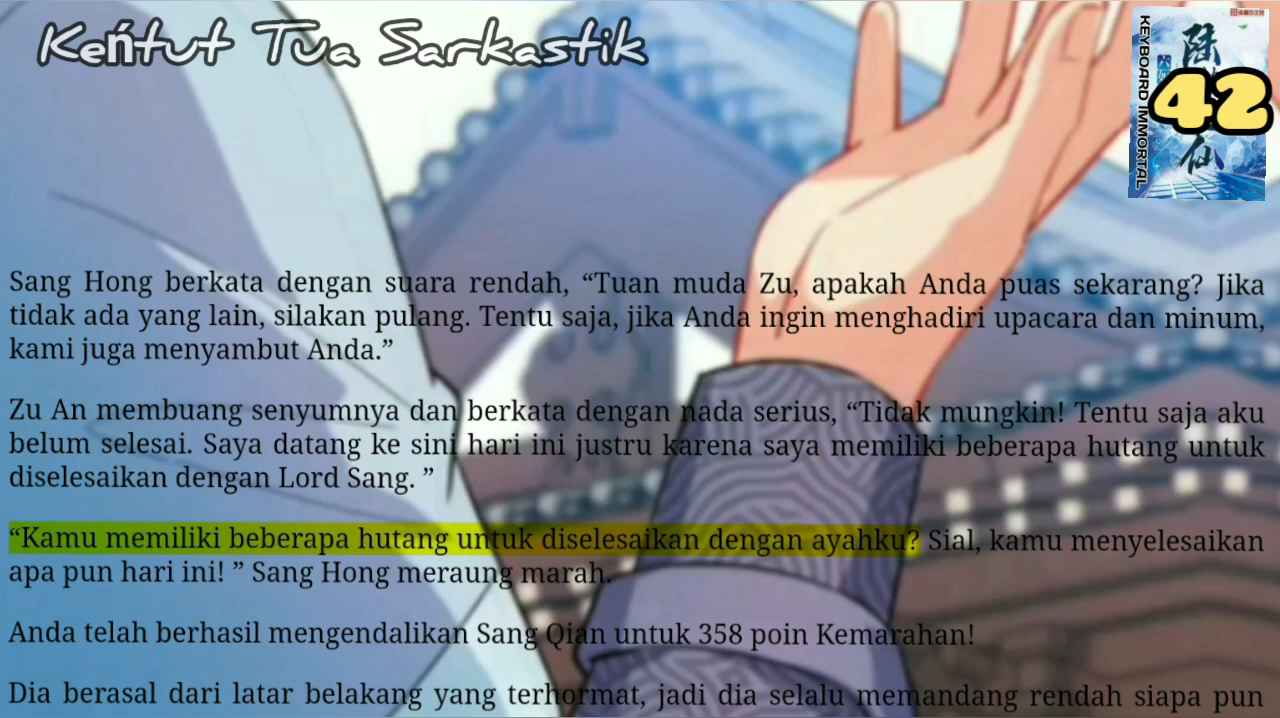 Keńtut Tua Sarkastik
KEYBOARD IMMORTAL
42
Sang Hong berkata dengan suara rendah, “Tuan muda Zu, apakah Anda puas sekarang? Jika
tidak ada yang lain, silakan pulang. Tentu saja, jika Anda ingin menghadiri upacara dan minum,
kami juga menyambut Anda.”
Zu An membuang senyumnya dan berkata dengan nada serius, “Tidak mungkin! Tentu saja aku
belum selesai. Saya datang ke sini hari ini justru karena saya memiliki beberapa hutang untuk
diselesaikan dengan Lord Sang. ”
“Kamu memiliki beberapa hutang untuk diselesaikan dengan ayahku? Sial, kamu menyelesaikan
apa pun hari ini! ” Sang Hong meraung marah.
Anda telah berhasil mengendalikan Sang Qian untuk 358 poin Kemarahan!
Dia berasal dari latar belakang yang terhormat, jadi dia selalu memandang rendah siapa pun